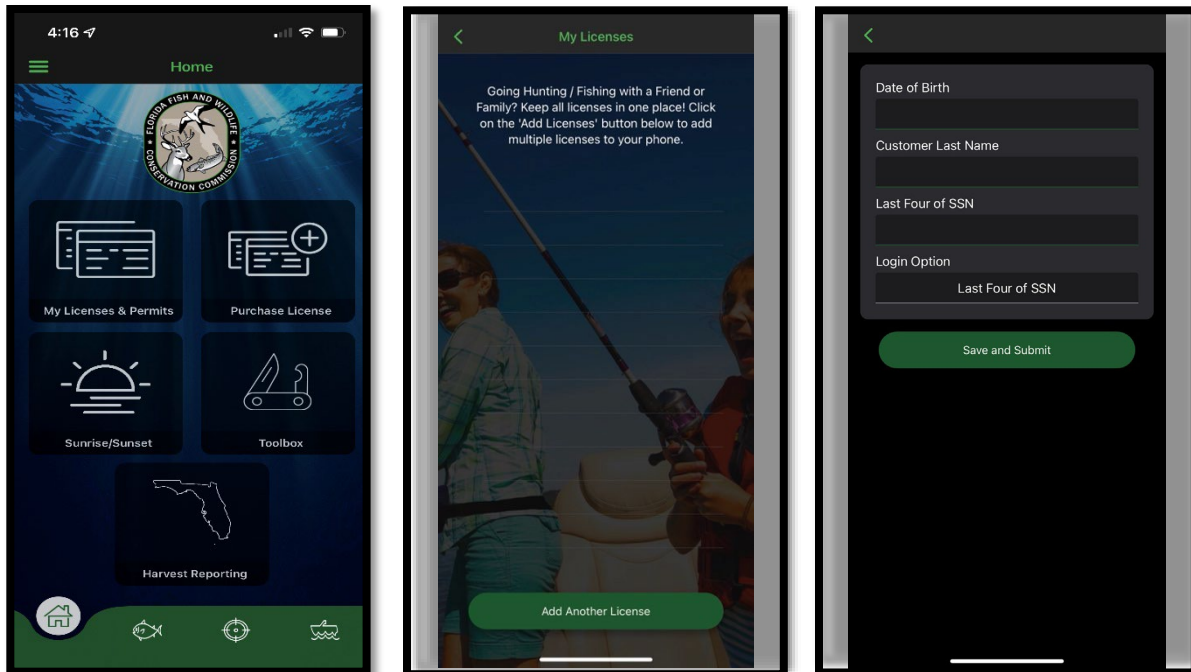 4:16
Home
FLORIDA FISH AND WILDLIFE
CONSERVATION COMMISSION
My Licenses & Permits
Purchase License
Sunrise/Sunset
Toolbox
Harvest Reporting
My Licenses
Going Hunting / Fishing with a Friend or
Family? Keep all licenses in one place! Click
on the 'Add Licenses' button below to add
multiple licenses to your phone.
Add Another License
Date of Birth
Customer Last Name
Last Four of SSN
Login Option
Last Four of SSN
Save and Submit